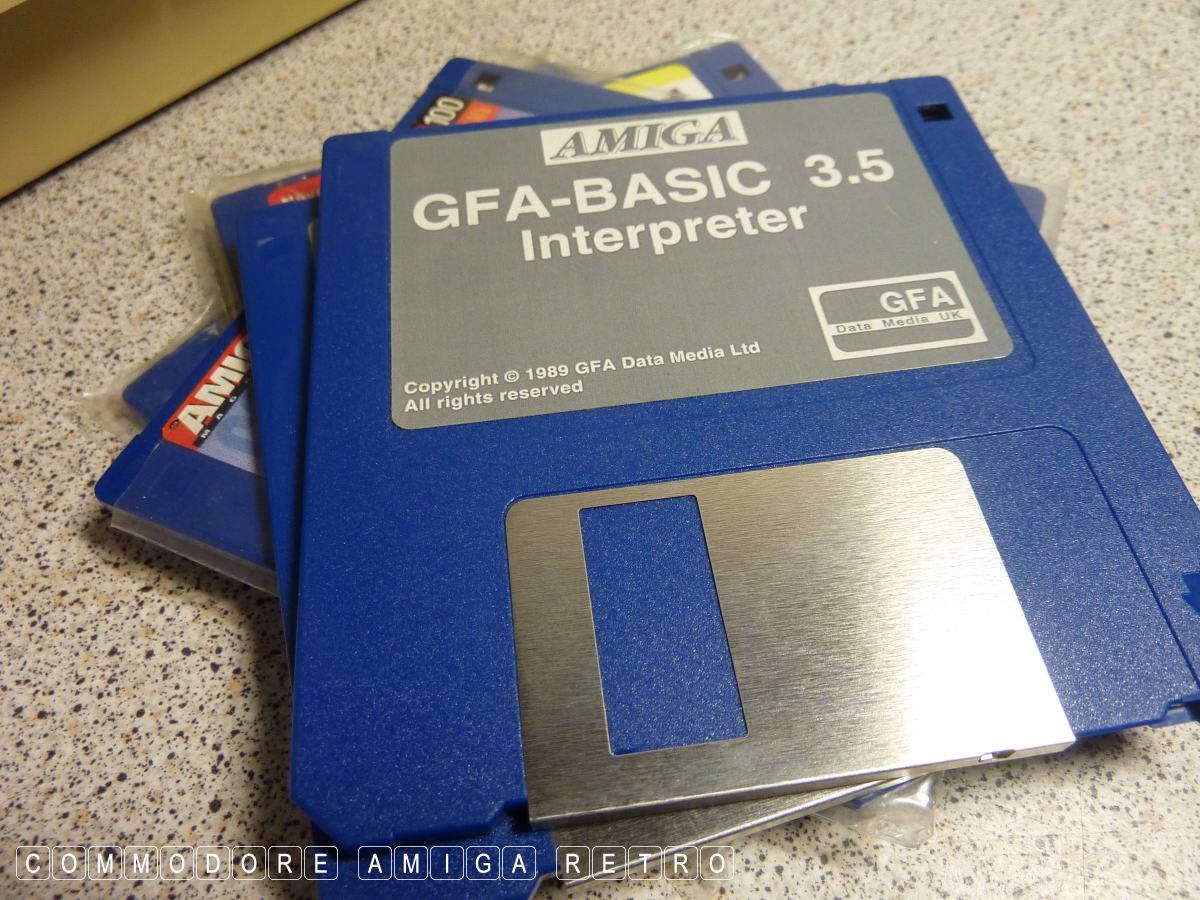 100
AMIGA
GFA-BASIC 3.5
Interpreter
GFA
Data Media UK
Copyright © 1989 GFA Data Media Ltd
All rights reserved
COMMODORE AMIGA RETRO